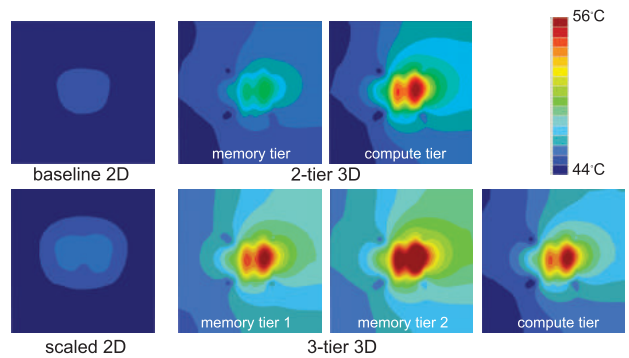 56°C
memory tier
compute tier
baseline 2D
2-tier 3D
44°C
memory tier 1
memory tier 2
compute tier
scaled 2D
3-tier 3D